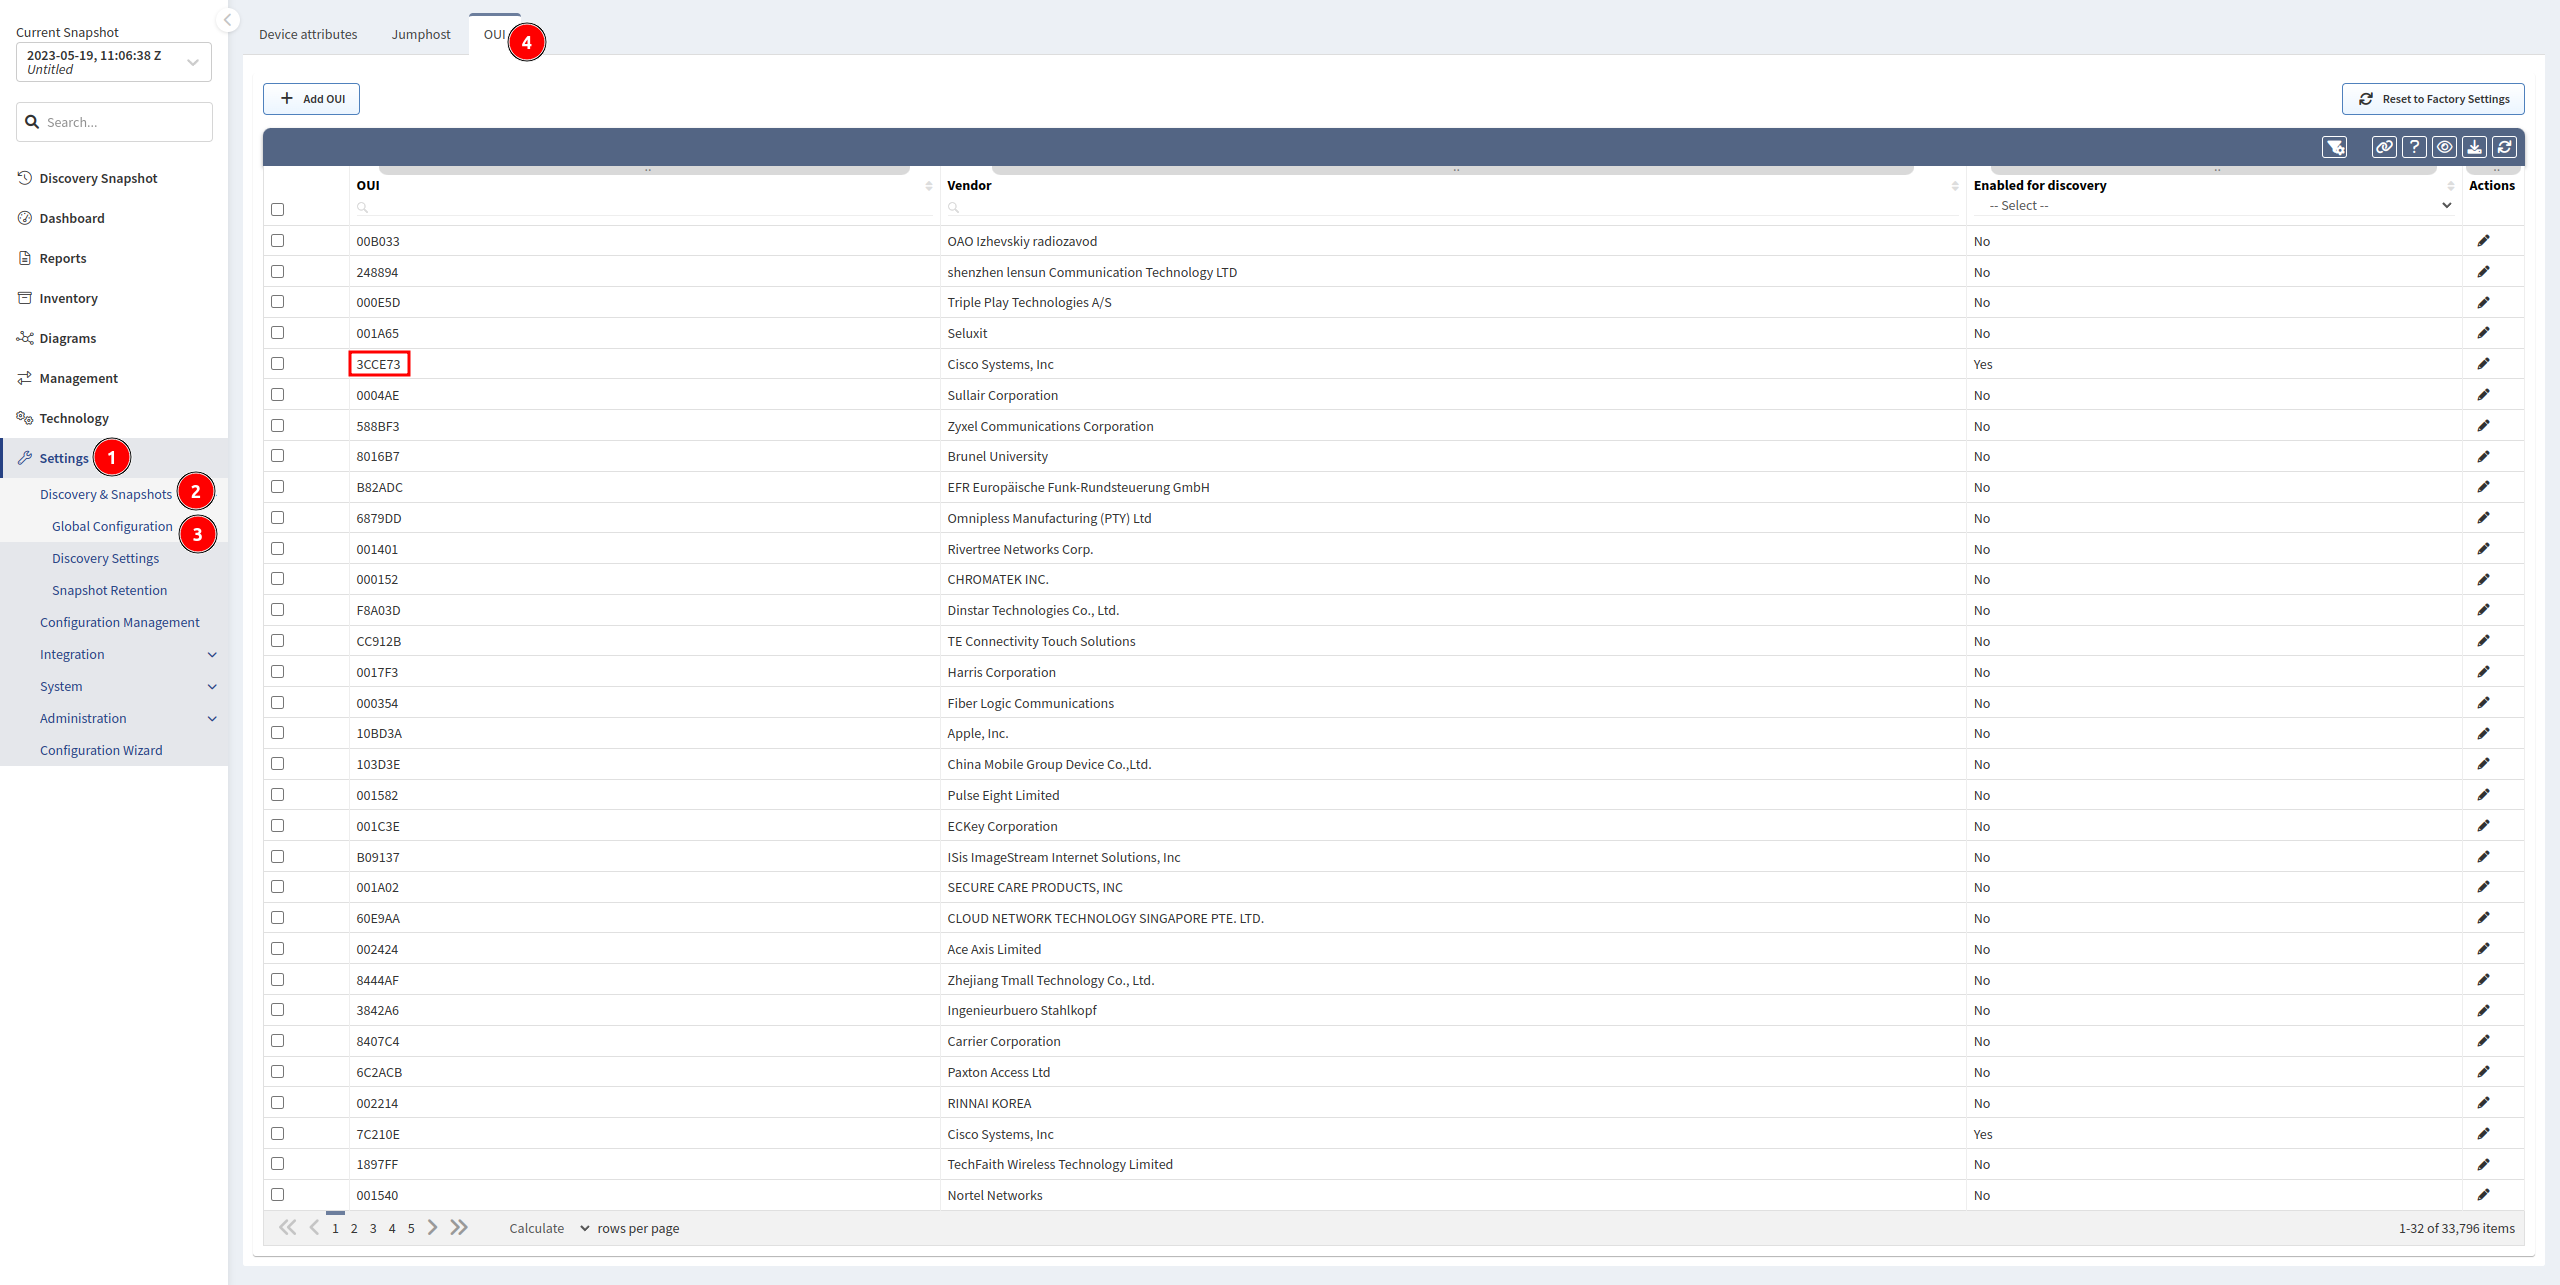 Current Snapshot
2023-05-19, 11:06:38 Z
Untitled
Search...
Discovery Snapshot
Dashboard
Reports
Inventory
Diagrams
Management
Technology
Settings 1
Discovery & Snapshots 2
Global Configuration 3
Discovery Settings
Snapshot Retention
Configuration Management
Integration
System
Administration
Configuration Wizard
Device attributes Jumphost OUI 4
+ Add OUI Reset to Factory Settings
?
OUI Vendor Enabled for discovery Actions
-- Select --
00B033 OAO Izhevskiy radiozavod No
248894 shenzhen lensun Communication Technology LTD No
000E5D Triple Play Technologies A/S No
001A65 Seluxit No
3CCE73 Cisco Systems, Inc Yes
0004AE Sullair Corporation No
588BF3 Zyxel Communications Corporation No
8016B7 Brunel University No
B82ADC EFR Europäische Funk-Rundsteuerung GmbH No
6879DD Omnipless Manufacturing (PTY) Ltd No
001401 Rivertree Networks Corp. No
000152 CHROMATEK INC. No
F8A03D Dinstar Technologies Co., Ltd. No
CC912B TE Connectivity Touch Solutions No
0017F3 Harris Corporation No
000354 Fiber Logic Communications No
10BD3A Apple, Inc. No
103D3E China Mobile Group Device Co.,Ltd. No
001582 Pulse Eight Limited No
001C3E ECKey Corporation No
B09137 ISis ImageStream Internet Solutions, Inc No
001A02 SECURE CARE PRODUCTS, INC No
60E9AA CLOUD NETWORK TECHNOLOGY SINGAPORE PTE. LTD. No
002424 Ace Axis Limited No
8444AF Zhejiang Tmall Technology Co., Ltd. No
3842A6 Ingenieurbuero Stahlkopf No
8407C4 Carrier Corporation No
6C2ACB Paxton Access Ltd No
002214 RINNAI KOREA No
7C210E Cisco Systems, Inc Yes
1897FF TechFaith Wireless Technology Limited No
001540 Nortel Networks No
1 2 3 4 5 Calculate rows per page 1-32 of 33,796 items